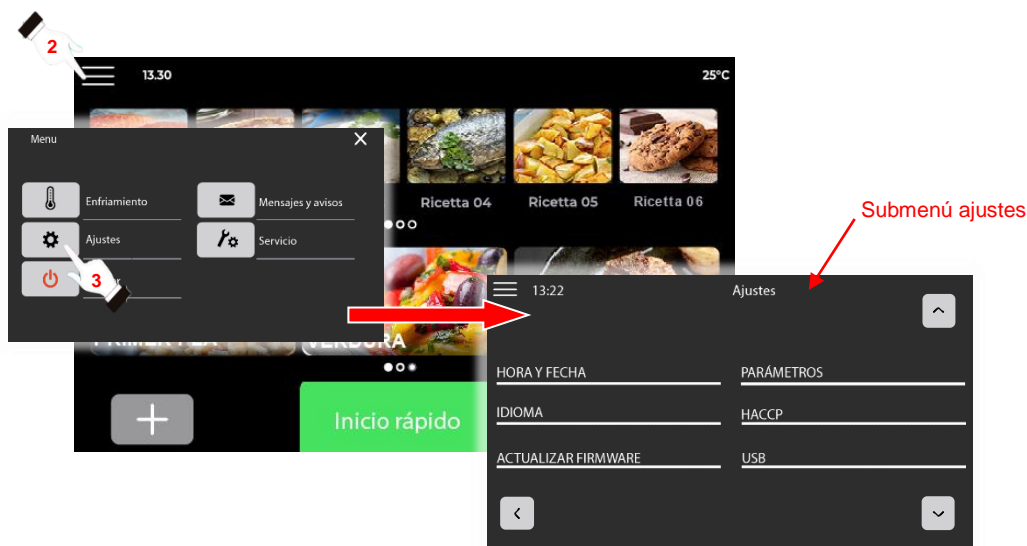 2
13.30
25°C
Menu
Enfriamiento
Mensajes y avisos
Ajustes
Servicio
3
Ricetta 04
Ricetta 05
Ricetta 06
Submenú ajustes
VERDURA
Inicio rápido
13:22
Ajustes
HORA Y FECHA
PARÁMETROS
IDIOMA
HACCP
ACTUALIZAR FIRMWARE
USB